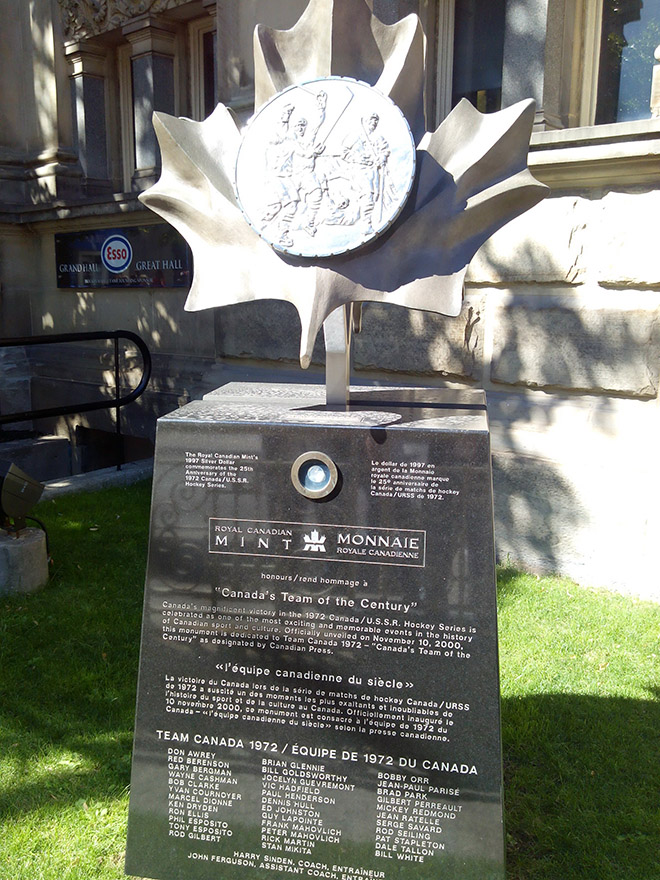 Esso
GRAND HALL GREAT HALL
The Royal Canadian Mint's
1997 Silver Dollar
commemorates the 25th
Anniversary of the
1972 Canada/U.S.S.R.
Hockey Series.
Le dollar de 1997 en
argent de la Monnaie
royale canadienne marque
le 25e anniversaire de
la série de matchs de hockey
Canada/URSS de 1972.
ROYAL CANADIAN
MINT
MONNAIE
ROYALE CANADIENNE
honours/rend hommage à
"Canada's Team of the Century"
Canada's magnificent victory in the 1972 Canada/U.S.S.R. Hockey Series is
celebrated as one of the most exciting and memorable events in the history
of Canadian sport and culture. Officially unveiled on November 10, 2000,
this monument is dedicated to Team Canada 1972 – "Canada's Team of the
Century" as designated by Canadian Press.
«l'équipe canadienne du siècle»
La victoire du Canada lors de la série de matchs de hockey Canada/URSS
de 1972 a suscité un des moments les plus exaltants et inoubliables de
l'histoire du sport et de la culture au Canada. Officiellement inauguré le
10 novembre 2000, ce monument est consacré à l'équipe de 1972 du
Canada – «l'équipe canadienne du siècle» selon la presse canadienne.
TEAM CANADA 1972 / ÉQUIPE DE 1972 DU CANADA
DON AWREY
RED BERENSON
GARY BERGMAN
WAYNE CASHMAN
BOB CLARKE
YVAN COURNOYER
MARCEL DIONNE
KEN DRYDEN
RON ELLIS
PHIL ESPOSITO
TONY ESPOSITO
ROD GILBERT
BRIAN GLENNIE
BILL GOLDSWORTHY
JOCELYN GUEVREMONT
VIC HADFIELD
PAUL HENDERSON
DENNIS HULL
ED JOHNSTON
GUY LAPOINTE
FRANK MAHOVLICH
PETER MAHOVLICH
RICK MARTIN
STAN MIKITA
BOBBY ORR
JEAN-PAUL PARISÉ
BRAD PARK
GILBERT PERREAULT
MICKEY REDMOND
JEAN RATELLE
SERGE SAVARD
ROD SEILING
PAT STAPLETON
DALE TALLON
BILL WHITE
HARRY SINDEN, COACH, ENTRAÎNEUR
JOHN FERGUSON, ASSISTANT COACH,